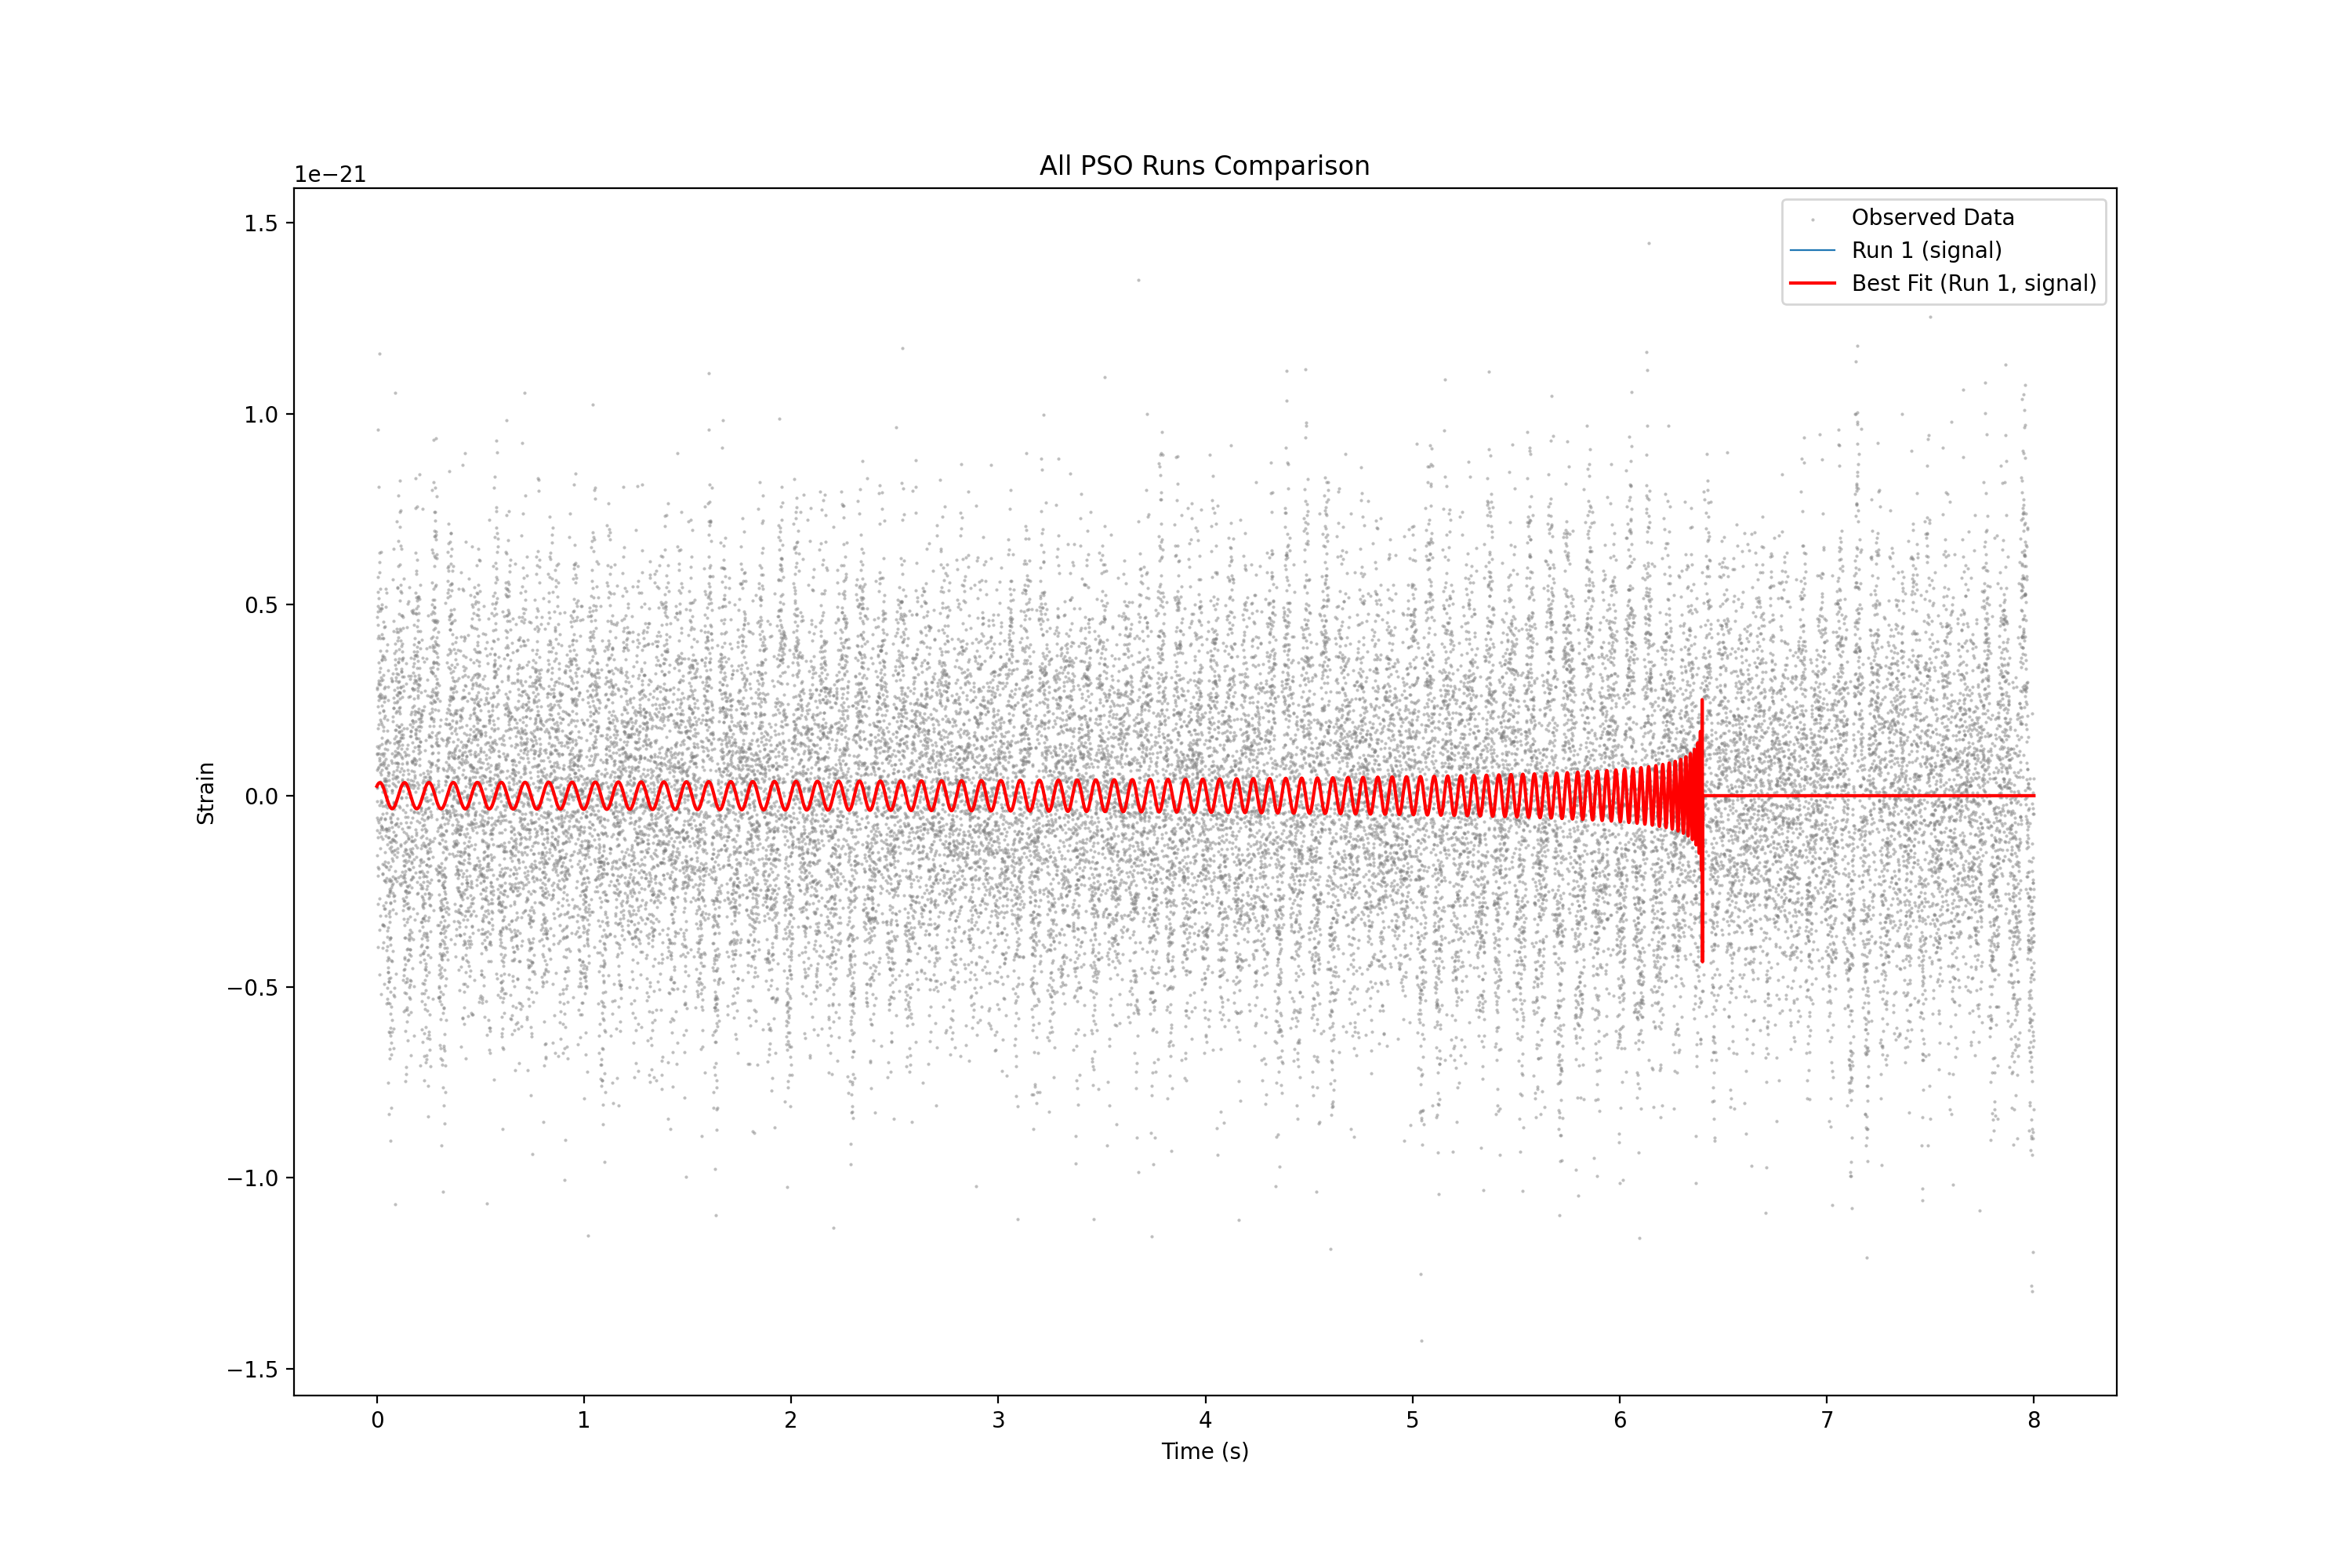 All PSO Runs Comparison
1e−21
Observed Data
Run 1 (signal)
Best Fit (Run 1, signal)
1.5
1.0
0.5
0.0
−0.5
−1.0
−1.5
Strain
0 1 2 3 4 5 6 7 8
Time (s)